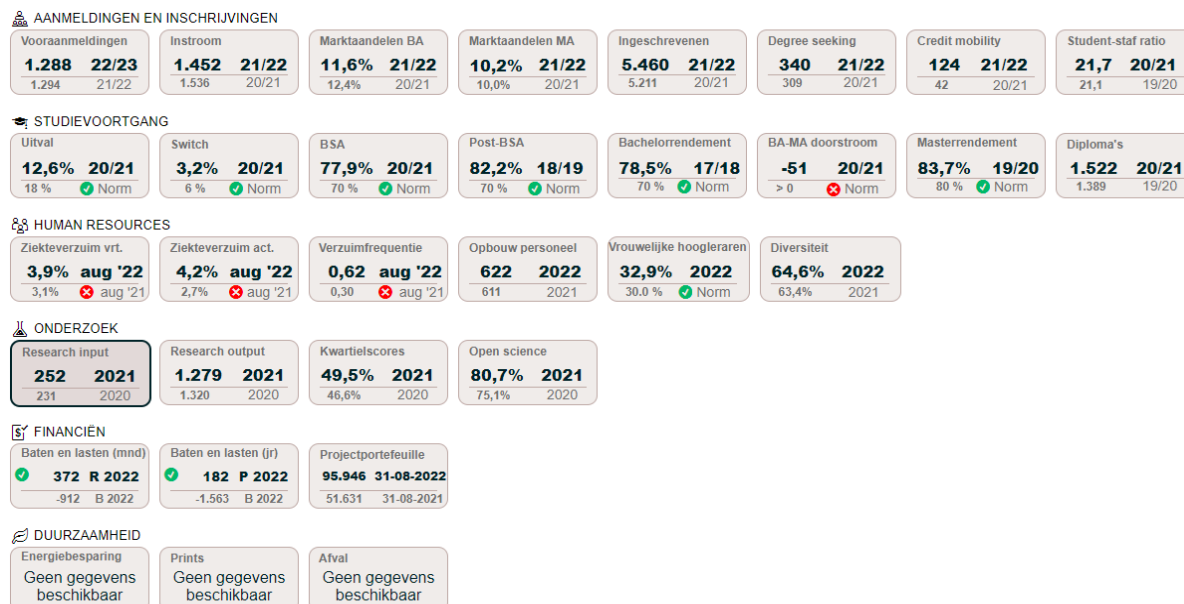 AANMELDINGEN EN INSCHRIJVINGEN
Vooraanmeldingen
1.288 22/23
1.294 21/22
Instroom
1.452 21/22
1.536 20/21
Marktaandelen BA
11,6% 21/22
12,4% 20/21
Marktaandelen MA
10,2% 21/22
10,0% 20/21
Ingeschrevenen
5.460 21/22
5.211 20/21
Degree seeking
340 21/22
309 20/21
Credit mobility
124 21/22
42 20/21
Student-staf ratio
21,7 20/21
21,1 19/20
STUDIEVOORTGANG
Uitval
12,6% 20/21
18 % Norm
Switch
3,2% 20/21
6 % Norm
BSA
77,9% 20/21
70 % Norm
Post-BSA
82,2% 18/19
70 % Norm
Bachelorrendement
78,5% 17/18
70 % Norm
BA-MA doorstroom
-51 20/21
> 0 Norm
Masterrendement
83,7% 19/20
80 % Norm
Diploma's
1.522 20/21
1.389 19/20
HUMAN RESOURCES
Ziekteverzuim vrt.
3,9% aug '22
3,1% aug '21
Ziekteverzuim act.
4,2% aug '22
2,7% aug '21
Verzuimfrequentie
0,62 aug '22
0,30 aug '21
Opbouw personeel
622 2022
611 2021
Vrouwelijke hoogleraren
32,9% 2022
30.0 % Norm
Diversiteit
64,6% 2022
63,4% 2021
ONDERZOEK
Research input
252 2021
231 2020
Research output
1.279 2021
1.320 2020
Kwartielscores
49,5% 2021
46,6% 2020
Open science
80,7% 2021
75,1% 2020
FINANCIËN
Baten en lasten (mnd)
372 R 2022
-912 B 2022
Baten en lasten (jr)
182 P 2022
-1.563 B 2022
Projectportefeuille
95.946 31-08-2022
51.631 31-08-2021
DUURZAAMHEID
Energiebesparing
Geen gegevens
beschikbaar
Prints
Geen gegevens
beschikbaar
Afval
Geen gegevens
beschikbaar